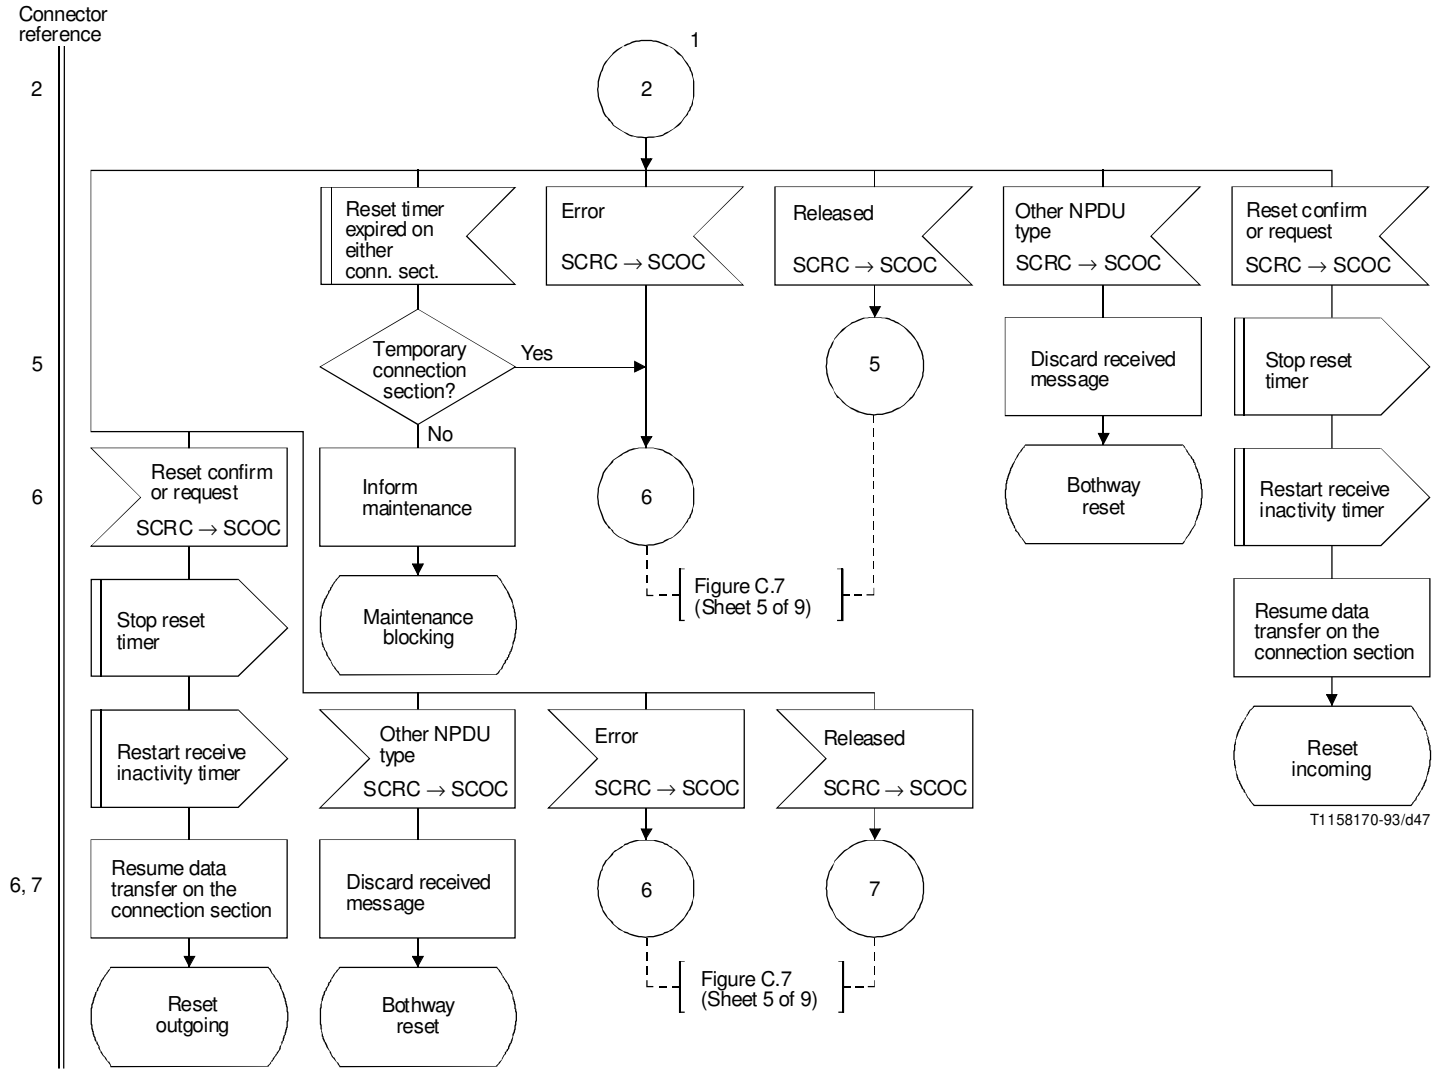 Connector
reference
1
2
2
Reset timer
expired on
either
conn. sect.
Error
SCRC → SCOC
Released
SCRC → SCOC
Other NPDU
type
SCRC → SCOC
Reset confirm
or request
SCRC → SCOC
5
Temporary
connection
section?
Yes
No
5
Discard received
message
Stop reset
timer
6
Reset confirm
or request
SCRC → SCOC
Inform
maintenance
6
Bothway
reset
Restart receive
inactivity timer
Figure C.7
(Sheet 5 of 9)
Stop reset
timer
Maintenance
blocking
Resume data
transfer on the
connection section
Restart receive
inactivity timer
Other NPDU
type
SCRC → SCOC
Error
SCRC → SCOC
Released
SCRC → SCOC
Reset
incoming
T1158170-93/d47
6, 7
Resume data
transfer on the
connection section
Discard received
message
6
7
Figure C.7
(Sheet 5 of 9)
Reset
outgoing
Bothway
reset